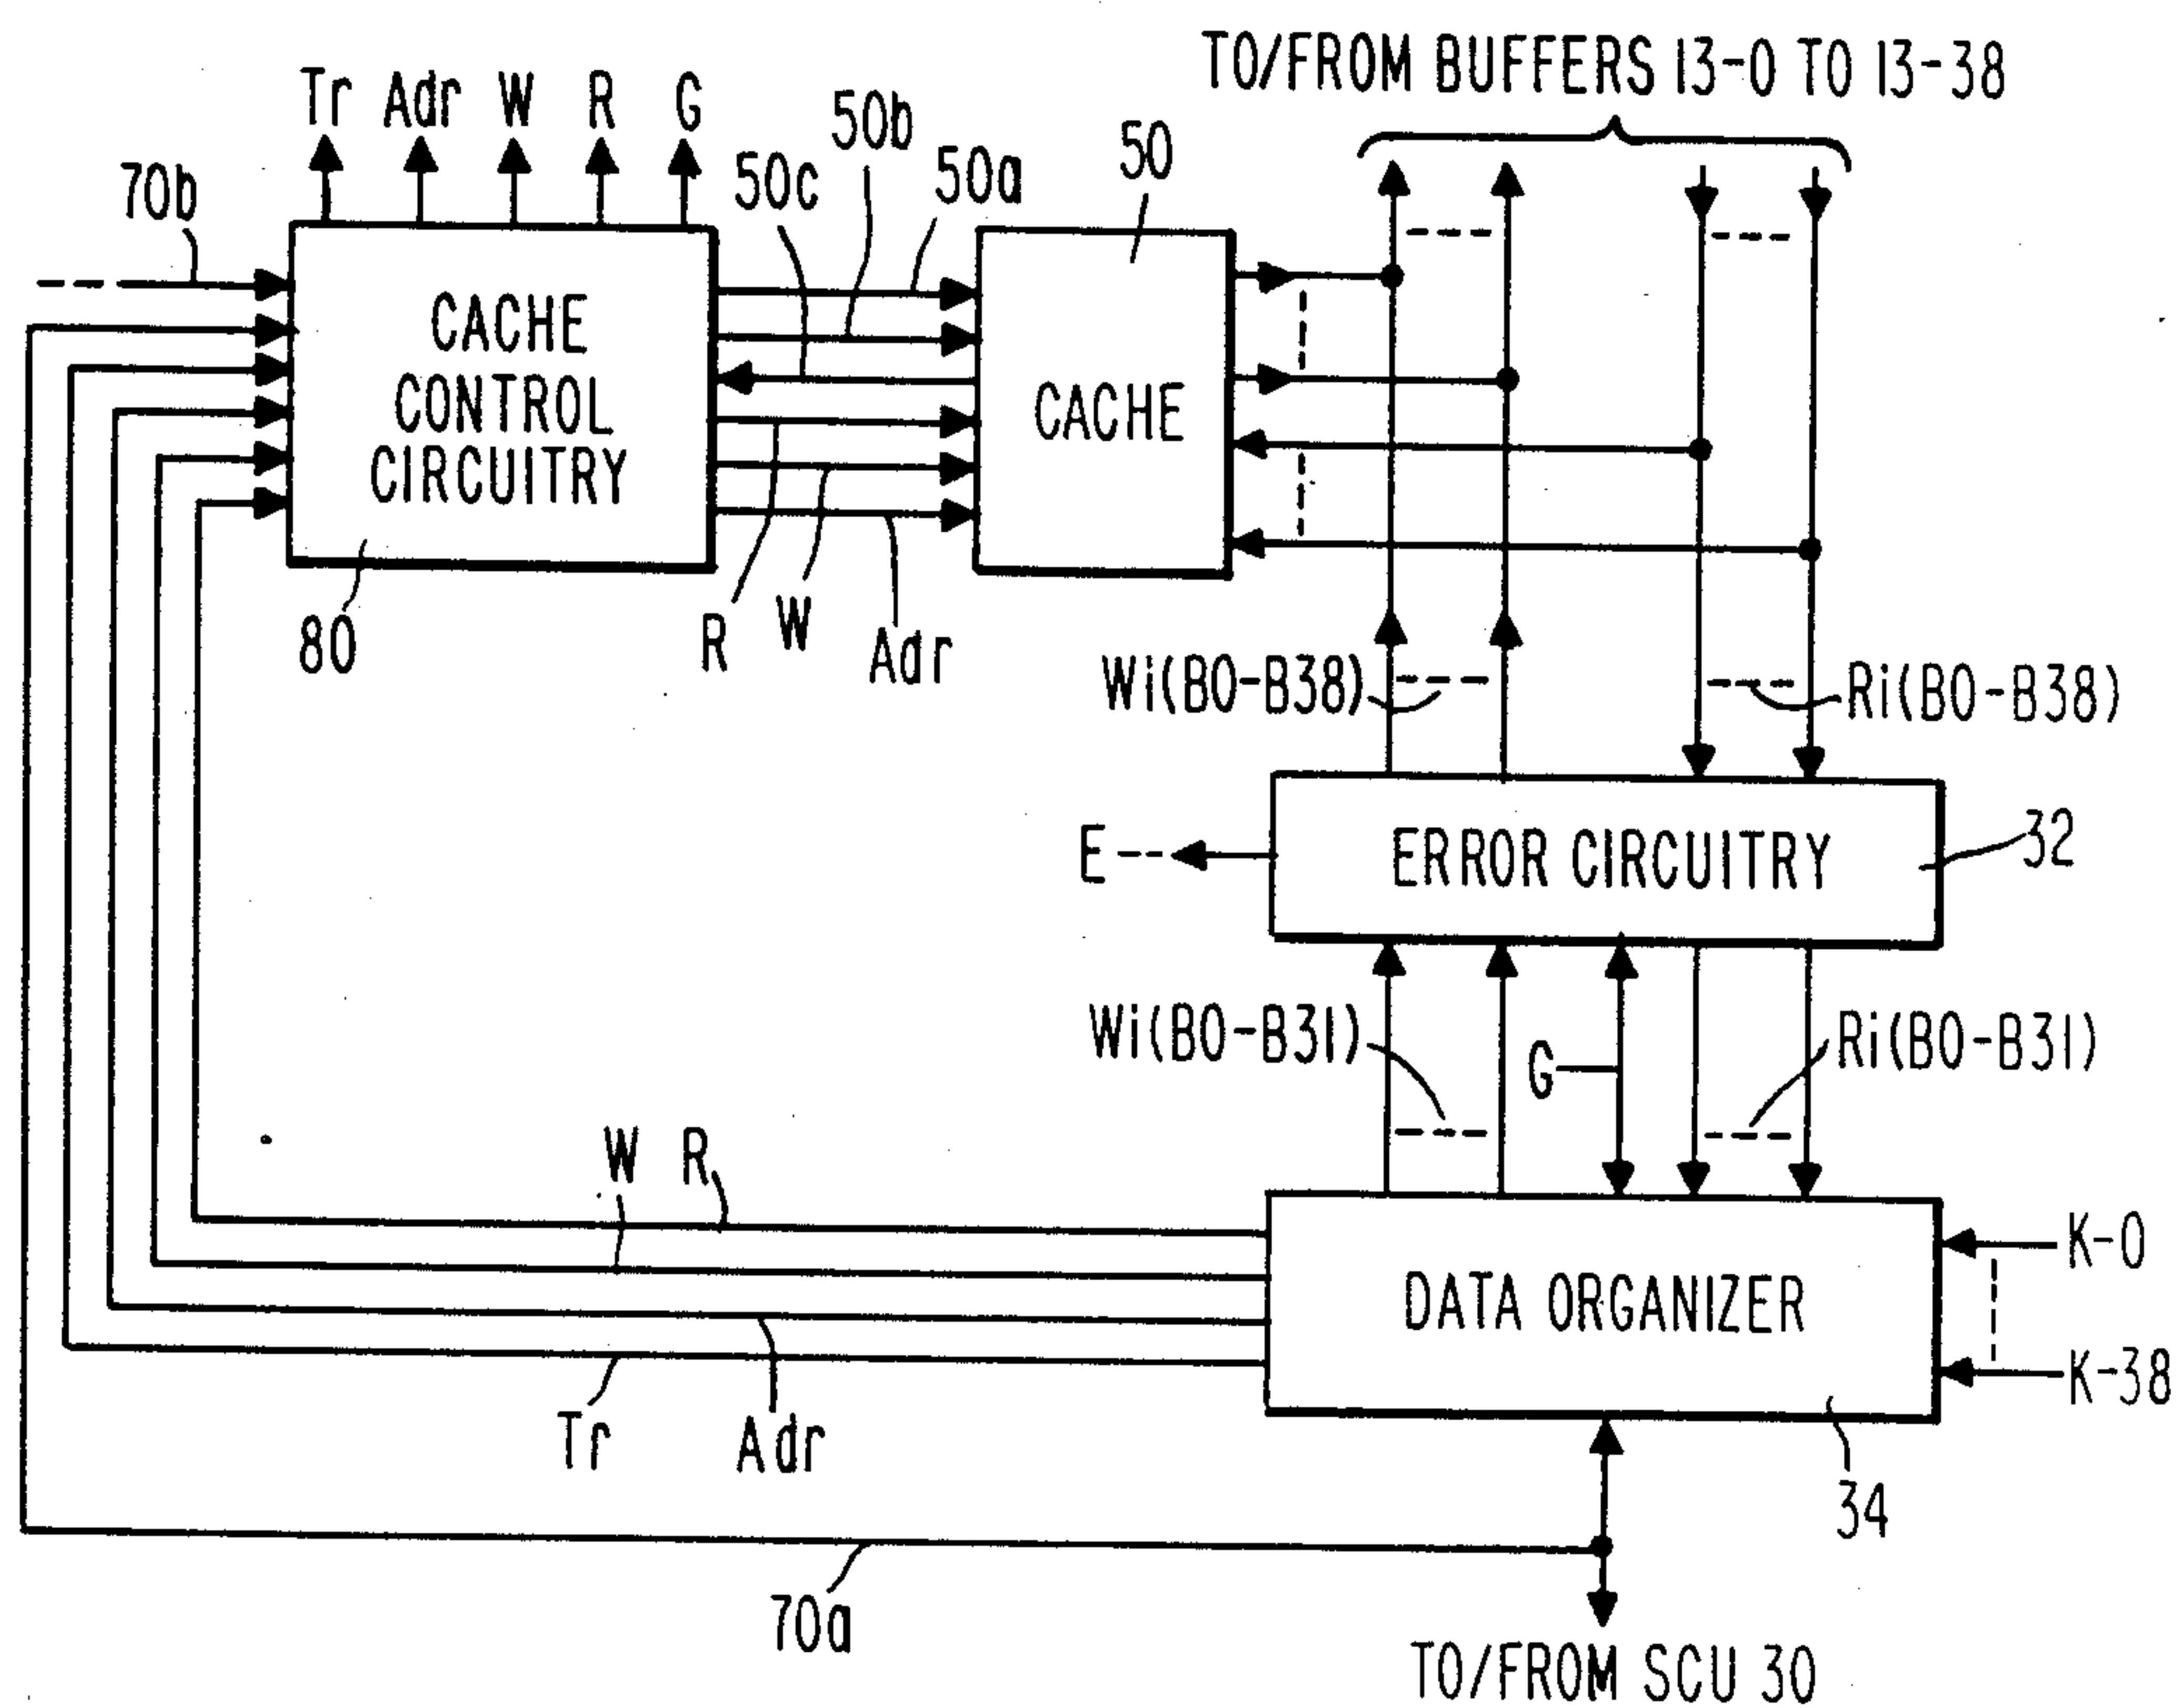 TO/FROM BUFFERS 13-0 TO 13-38
Tr Adr W R G
70b
50c
50b
50a
50
CACHE
CONTROL
CIRCUITRY
CACHE
80
R
W
Adr
Wi(B0-B38)
Ri(B0-B38)
E
ERROR CIRCUITRY
32
Wi(B0-B31)
G
Ri(B0-B31)
W
R
K-0
DATA ORGANIZER
K-38
Tr
Adr
34
70a
TO/FROM SCU 30